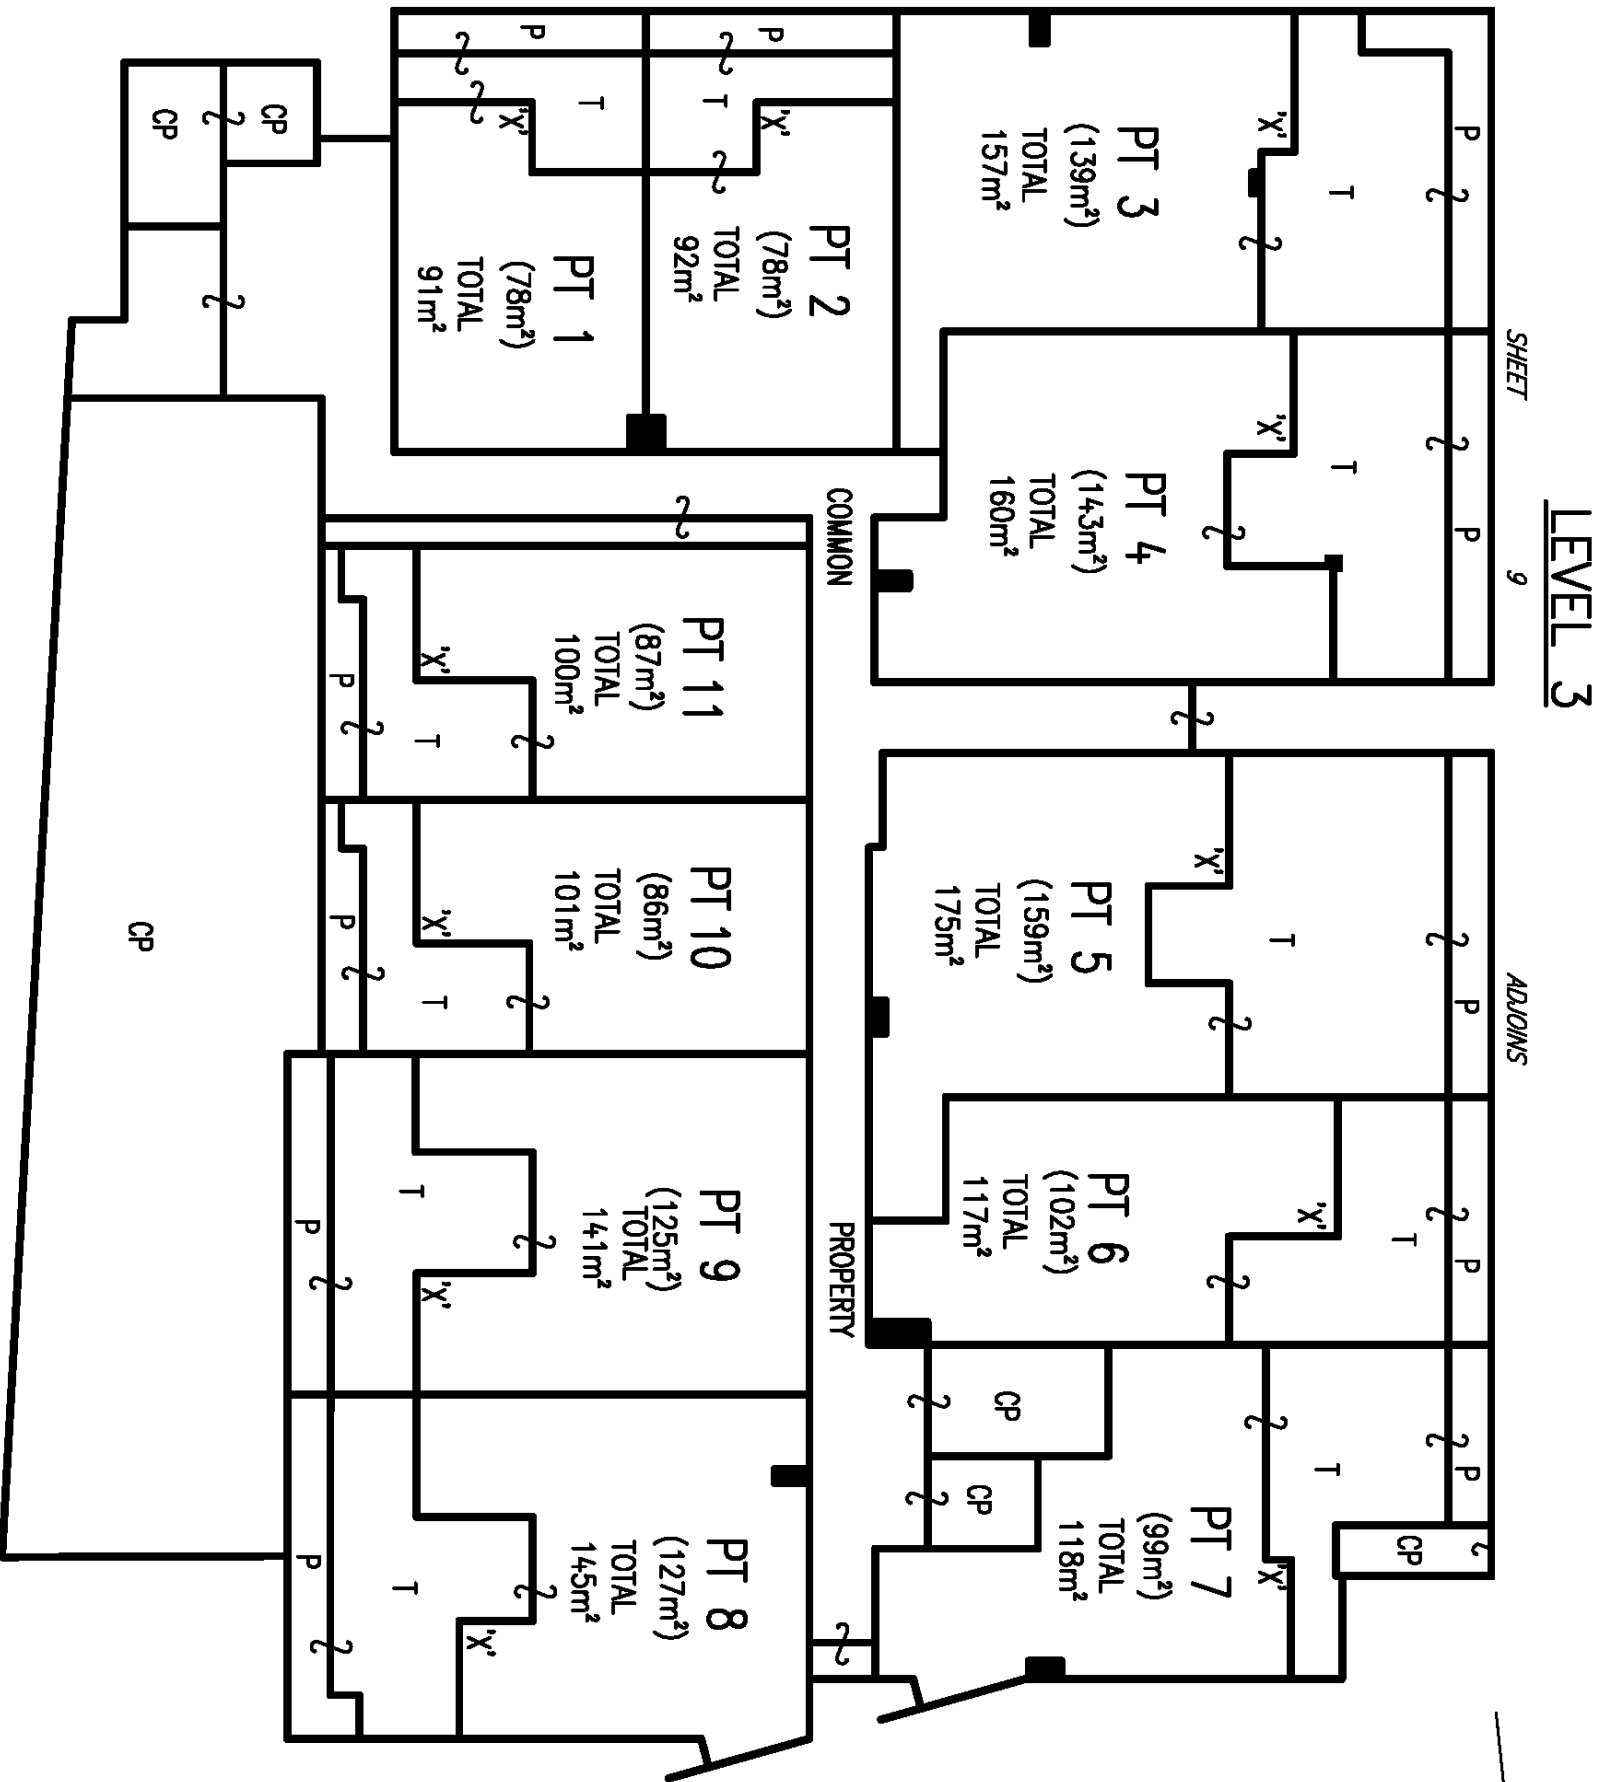 LEVEL 3
SHEET 9 ADJOINS
P
P
P
P
P
P
P
CP
T
T
T
T
T
'X'
'X'
'X'
'X'
'X'
PT 3
(139m²)
TOTAL
157m²
PT 4
(143m²)
TOTAL
160m²
PT 5
(159m²)
TOTAL
175m²
PT 6
(102m²)
TOTAL
117m²
PT 7
(99m²)
TOTAL
118m²
CP
CP
P
T
'X'
PT 2
(78m²)
TOTAL
92m²
COMMON PROPERTY
P
T
'X'
PT 1
(78m²)
TOTAL
91m²
PT 11
(87m²)
TOTAL
100m²
'X'
T
P
PT 10
(86m²)
TOTAL
101m²
'X'
T
P
PT 9
(125m²)
TOTAL
141m²
'X'
T
P
PT 8
(127m²)
TOTAL
145m²
'X'
T
P
CP
CP
CP